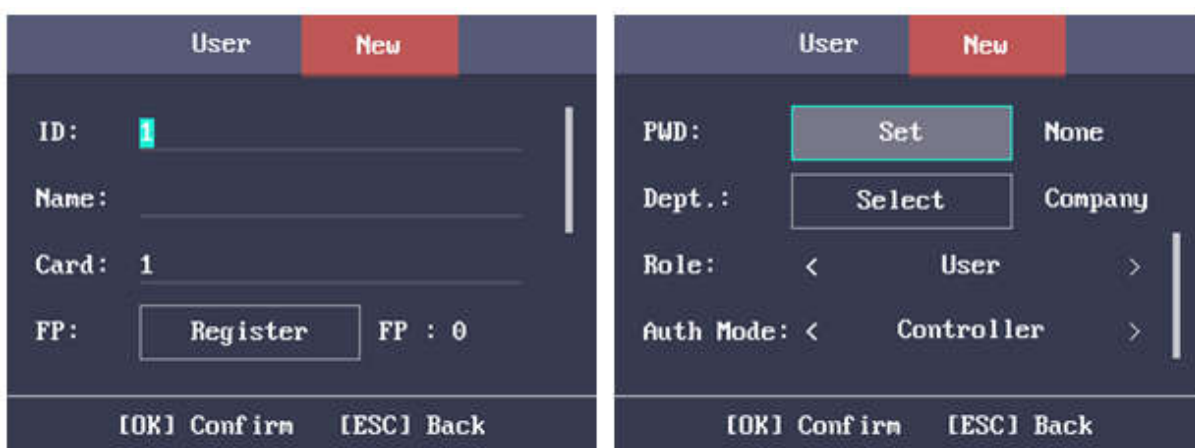 User New
ID: 1
Name:
Card: 1
FP: Register FP : 0
[OK] Confirm [ESC] Back
User New
PWD: Set None
Dept.: Select Company
Role: < User >
Auth Mode: < Controller >
[OK] Confirm [ESC] Back